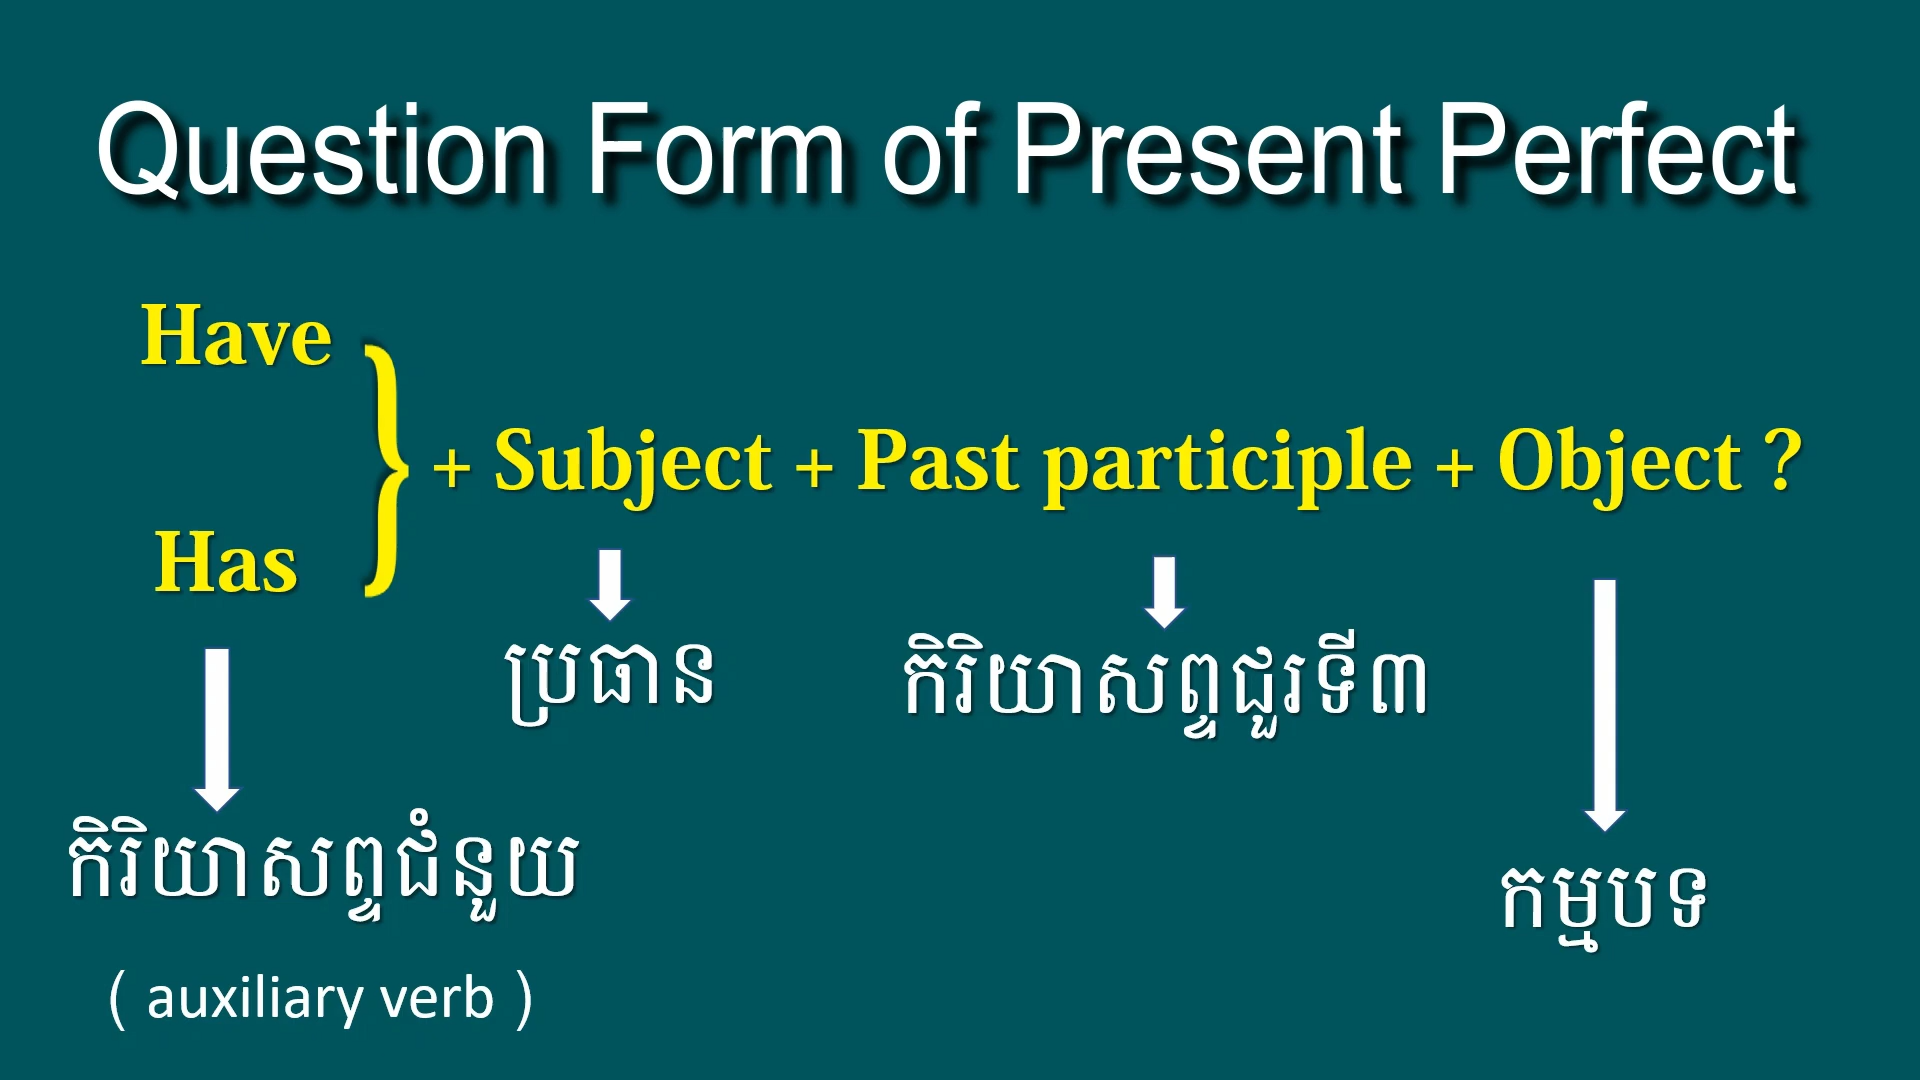 Question Form of Present Perfect
Have
+ Subject + Past participle + Object ?
Has
ប្រធាន
កិរិយាសព្ទជួរទី៣
កិរិយាសព្ទជំនួយ
កម្មបទ
( auxiliary verb )